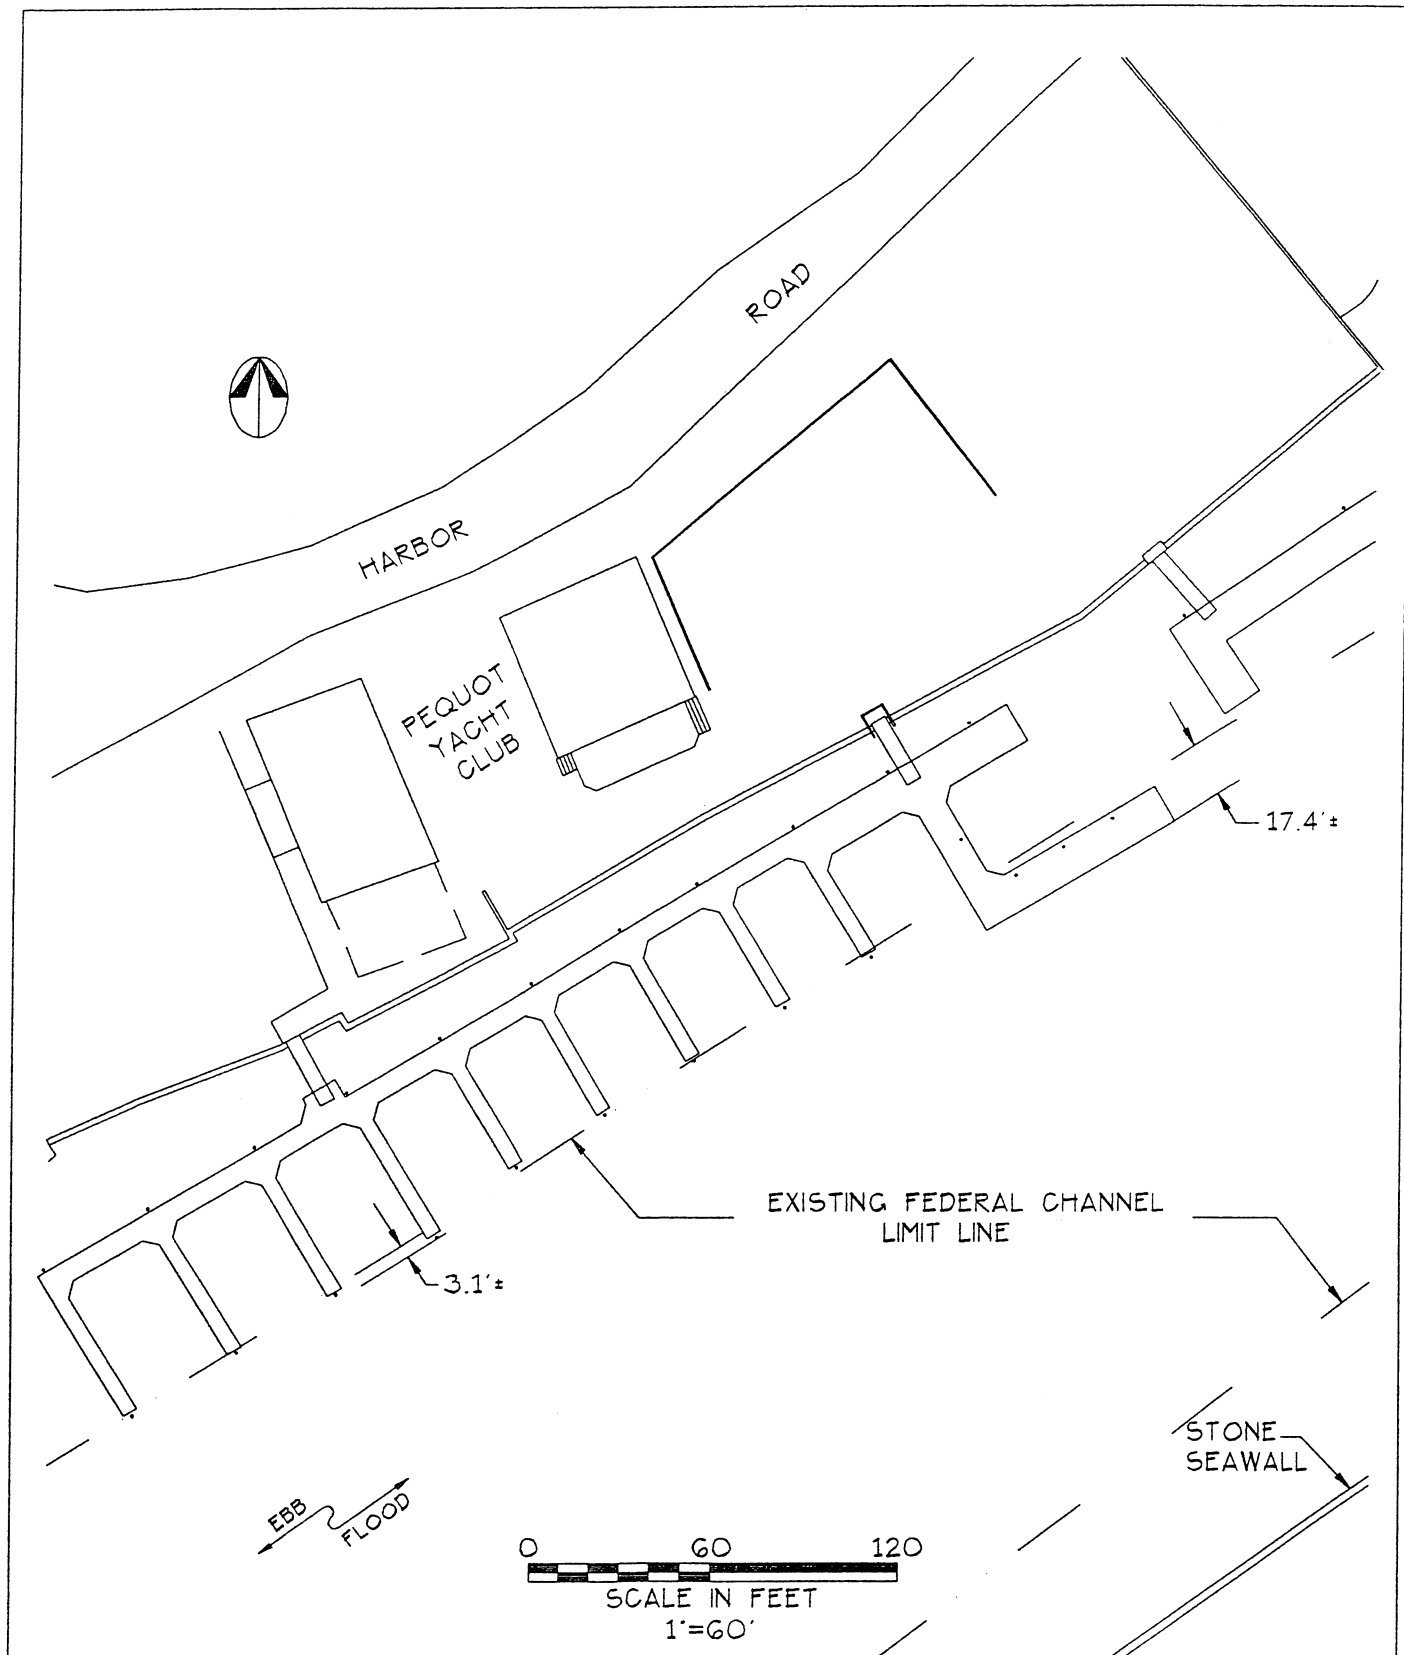 ROAD
HARBOR
PEQUOT
YACHT
CLUB
17.4'±
EXISTING FEDERAL CHANNEL
LIMIT LINE
3.1'±
STONE
SEAWALL
EBB
FLOOD
0 60 120
SCALE IN FEET
1"=60'